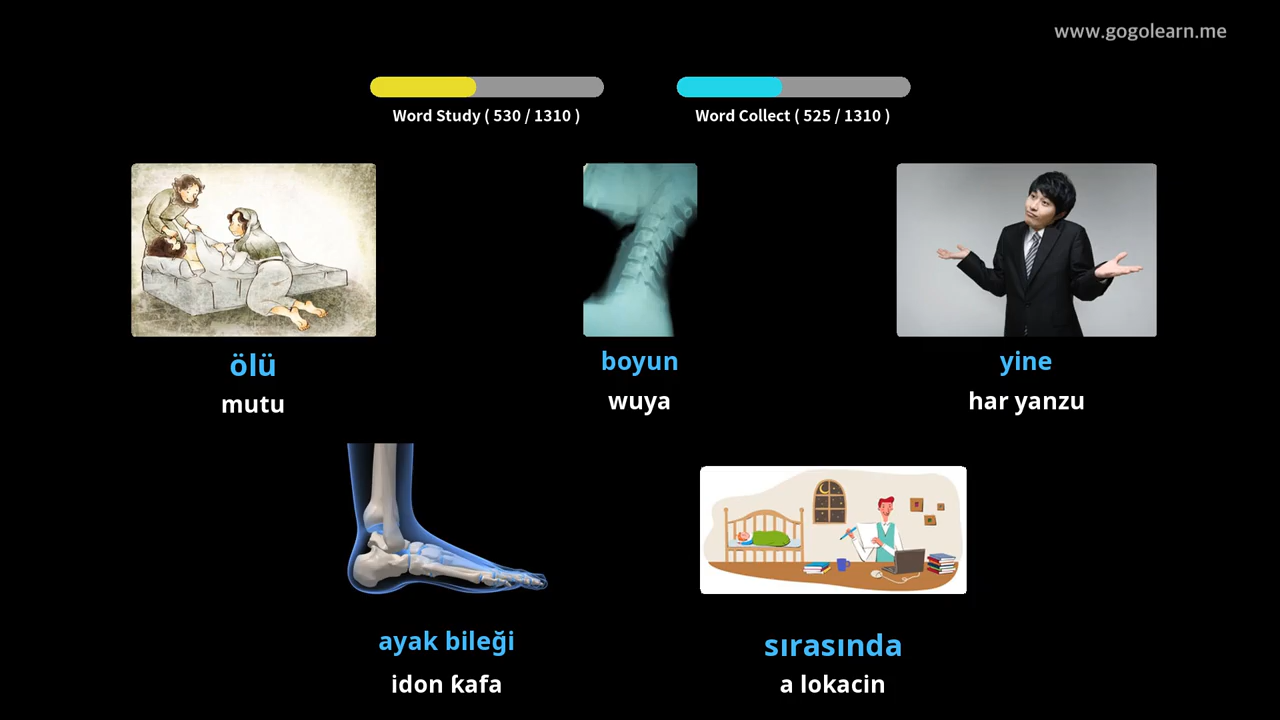 www.gogolearn.me
Word Study ( 530 / 1310 )
Word Collect ( 525 / 1310 )
ölü
mutu
boyun
wuya
yine
har yanzu
ayak bileği
idon ƙafa
sırasında
a lokacin